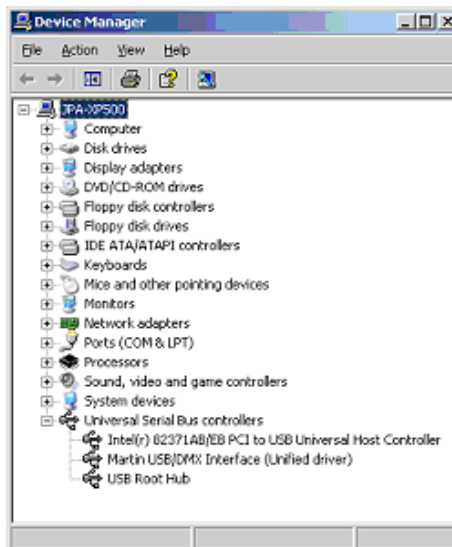 Device Manager
File Action View Help
JPA-XP500
Computer
Disk drives
Display adapters
DVD/CD-ROM drives
Floppy disk controllers
Floppy disk drives
IDE ATA/ATAPI controllers
Keyboards
Mice and other pointing devices
Monitors
Network adapters
Ports (COM & LPT)
Processors
Sound, video and game controllers
System devices
Universal Serial Bus controllers
Intel(r) 82371AB/EB PCI to USB Universal Host Controller
Martin USB/DMX Interface (Unified driver)
USB Root Hub